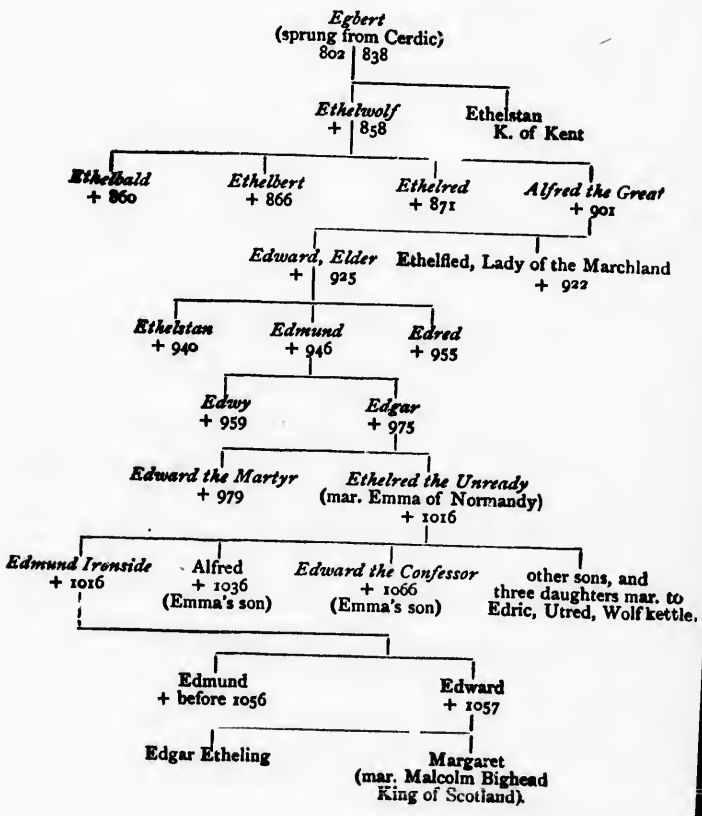 Egbert
(sprung from Cerdic)
802 838
Ethelwolf
+ 858
Ethelstan
K. of Kent
Ethelbald
+ 860
Ethelbert
+ 866
Ethelred
+ 871
Alfred the Great
+ 901
Edward, Elder
+ 925
Ethelfled, Lady of the Marchland
+ 922
Ethelstan
+ 940
Edmund
+ 946
Edred
+ 955
Edwy
+ 959
Edgar
+ 975
Edward the Martyr
+ 979
Ethelred the Unready
(mar. Emma of Normandy)
+ 1016
Edmund Ironside
+ 1016
Alfred
+ 1036
(Emma's son)
Edward the Confessor
+ 1066
(Emma's son)
other sons, and
three daughters mar. to
Edric, Utred, Wolfkettle.
Edmund
+ before 1056
Edward
+ 1057
Edgar Etheling
Margaret
(mar. Malcolm Bighead
King of Scotland).